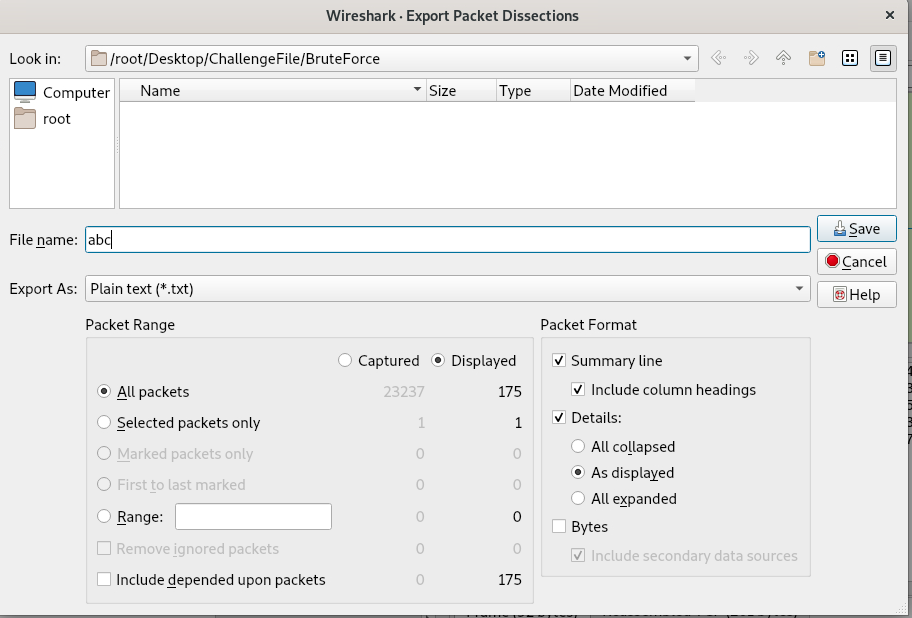 Wireshark · Export Packet Dissections
Look in: /root/Desktop/ChallengeFile/BruteForce
Computer
root
Name Size Type Date Modified
File name: abc
Save
Cancel
Export As: Plain text (*.txt)
Help
Packet Range
Captured Displayed
All packets 23237 175
Selected packets only 1 1
Marked packets only 0 0
First to last marked 0 0
Range: 0 0
Remove ignored packets 0 0
Include depended upon packets 0 175
Packet Format
Summary line
Include column headings
Details:
All collapsed
As displayed
All expanded
Bytes
Include secondary data sources